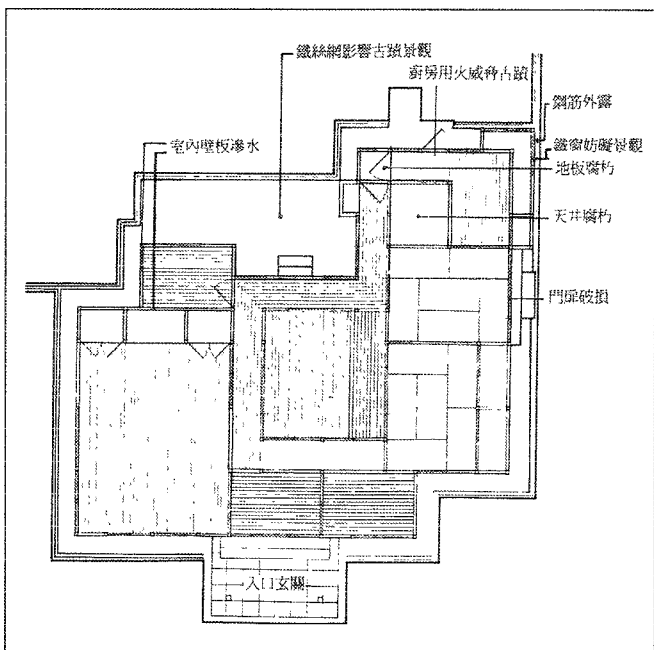 鐵絲網影響古蹟景觀
廚房用火威脅古蹟
鋼筋外露
室內壁板滲水
鐵窗妨礙景觀
地板腐朽
天井腐朽
門扉破損
入口玄關